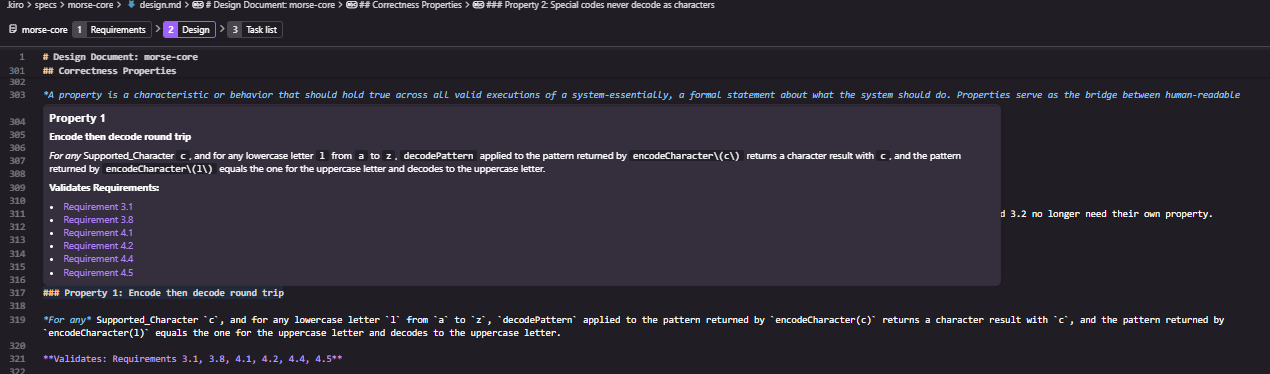 .kiro > specs > morse-core > design.md > # Design Document: morse-core > ## Correctness Properties > ### Property 2: Special codes never decode as characters
morse-core 1 Requirements > 2 Design > 3 Task list
1 # Design Document: morse-core
301 ## Correctness Properties
302
303 *A property is a characteristic or behavior that should hold true across all valid executions of a system-essentially, a formal statement about what the system should do. Properties serve as the bridge between human-readable
304 Property 1
305 Encode then decode round trip
306
307 For any Supported_Character c, and for any lowercase letter l from a to z, decodePattern applied to the pattern returned by encodeCharacter\(c\) returns a character result with c, and the pattern
308 returned by encodeCharacter\(l\) equals the one for the uppercase letter and decodes to the uppercase letter.
309 Validates Requirements:
310 • Requirement 3.1
311 • Requirement 3.8 d 3.2 no longer need their own property.
312 • Requirement 4.1
313 • Requirement 4.2
314 • Requirement 4.4
315 • Requirement 4.5
316
317 ### Property 1: Encode then decode round trip
318
319 *For any* Supported_Character `c`, and for any lowercase letter `l` from `a` to `z`, `decodePattern` applied to the pattern returned by `encodeCharacter(c)` returns a character result with `c`, and the pattern returned by
`encodeCharacter(l)` equals the one for the uppercase letter and decodes to the uppercase letter.
320
321 **Validates: Requirements 3.1, 3.8, 4.1, 4.2, 4.4, 4.5**
322